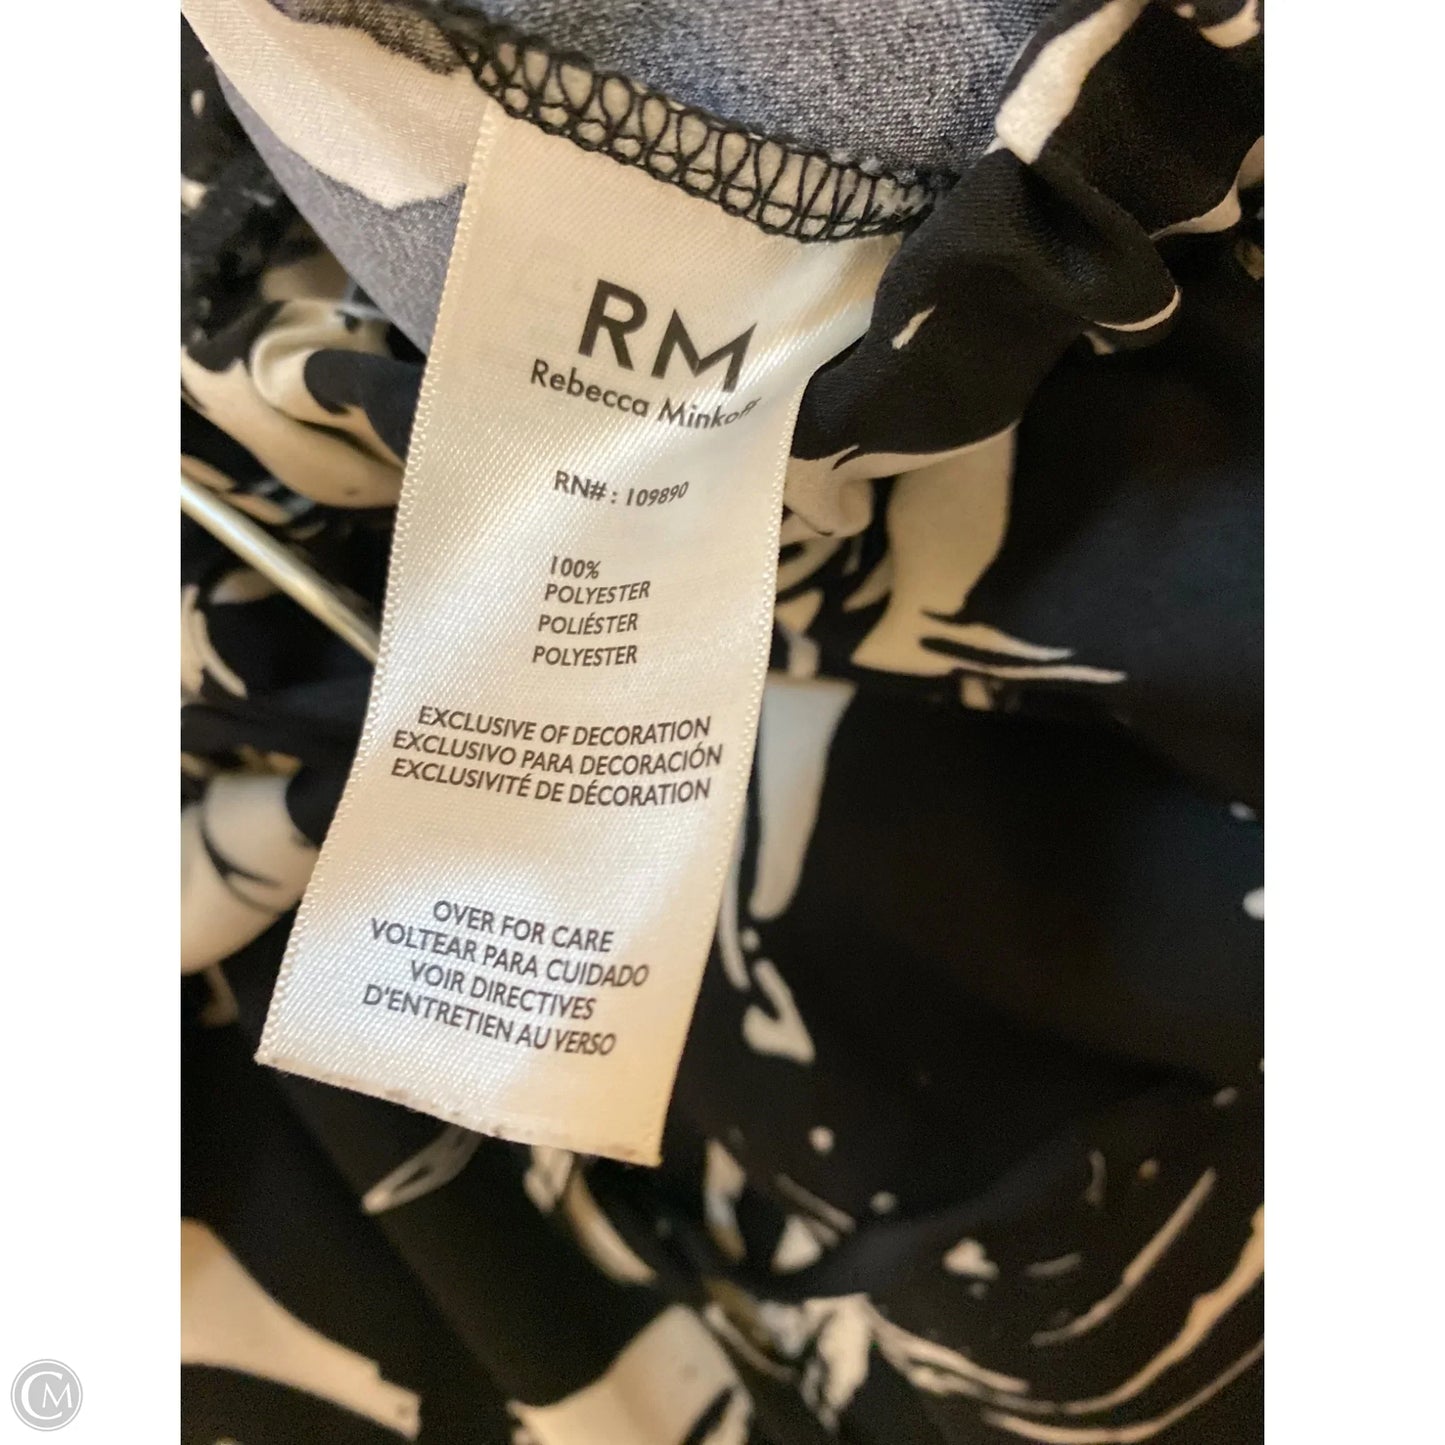 RM
Rebecca Minkoff
RN# : 109890
100%
POLYESTER
POLIÉSTER
POLYESTER
EXCLUSIVE OF DECORATION
EXCLUSIVO PARA DECORACIÓN
EXCLUSIVITÉ DE DÉCORATION
OVER FOR CARE
VOLTEAR PARA CUIDADO
VOIR DIRECTIVES
D'ENTRETIEN AU VERSO
CM